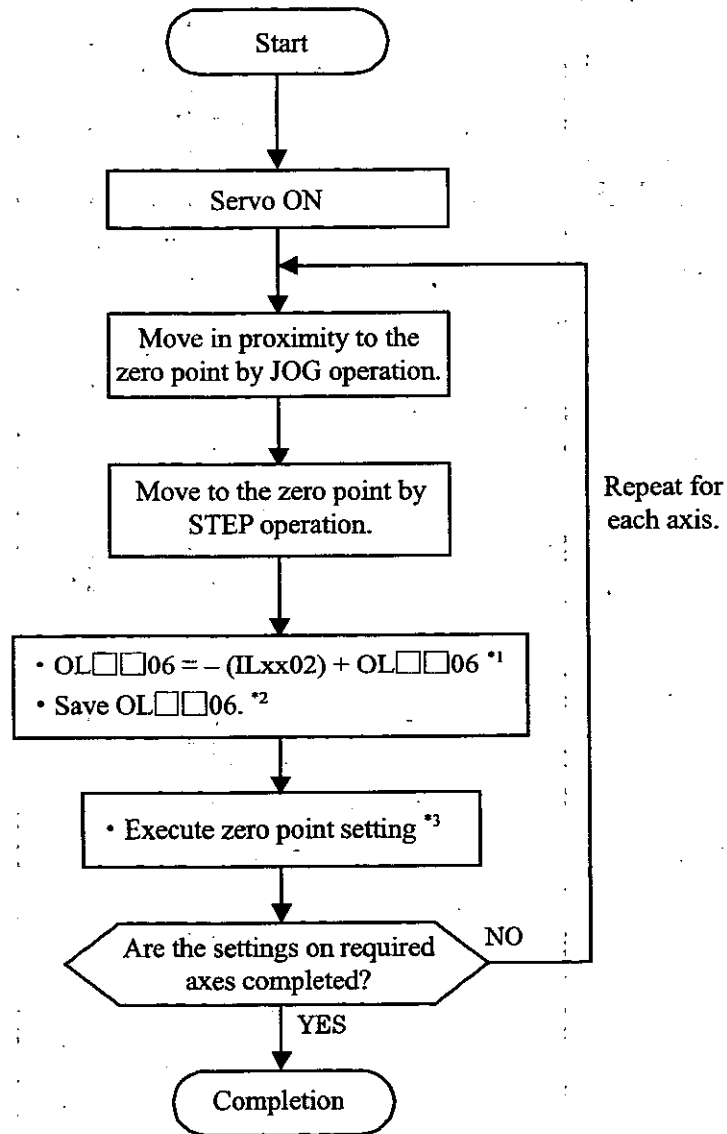 Start
Servo ON
Move in proximity to the
zero point by JOG operation.
Move to the zero point by
STEP operation.
Repeat for
each axis.
・OL□□06 = – (ILxx02) + OL□□06 *1
・Save OL□□06. *2
・Execute zero point setting *3
Are the settings on required
axes completed?
NO
YES
Completion